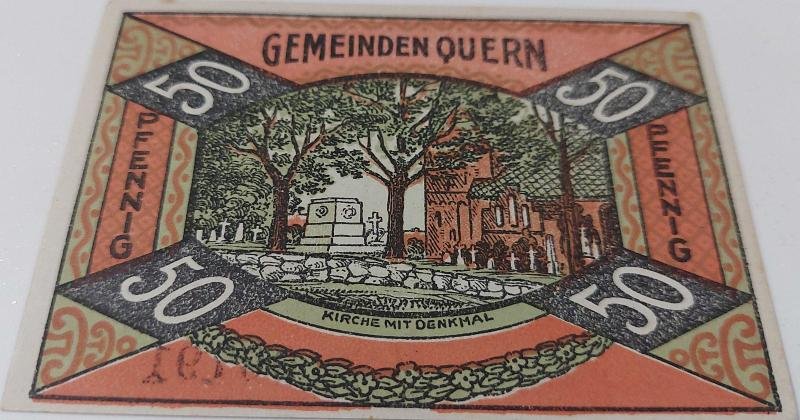 GEMEINDEN QUERN
50
50
PFENNIG
PFENNIG
50
50
KIRCHE MIT DENKMAL